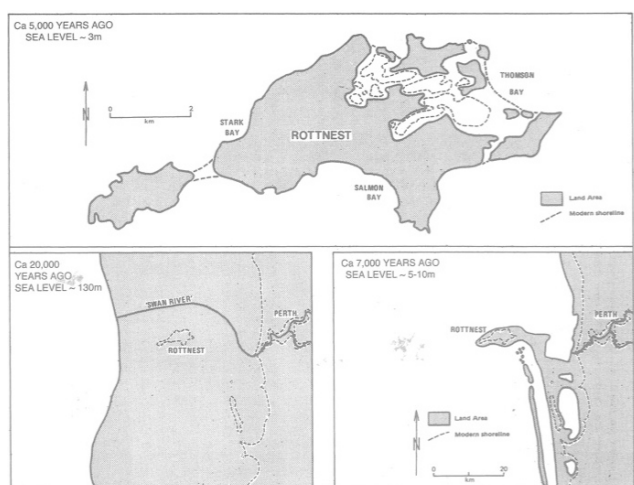 Ca 5,000 YEARS AGO
SEA LEVEL ~ 3m
N
0 2
km
STARK
BAY
ROTTNEST
THOMSON
BAY
SALMON
BAY
Land Area
Modern shoreline
Ca 20,000
YEARS AGO
SEA LEVEL ~ 130m
'SWAN RIVER'
PERTH
ROTTNEST
Ca 7,000 YEARS AGO
SEA LEVEL ~ 5-10m
ROTTNEST
PERTH
Land Area
Modern shoreline
N
0 20
km